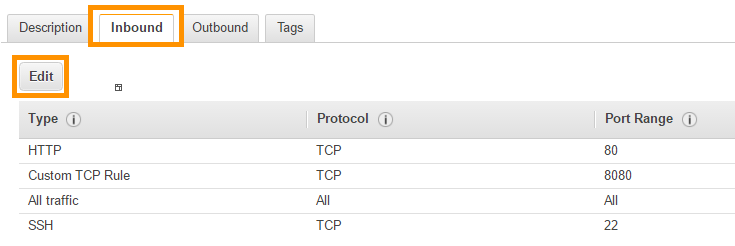 Description Inbound Outbound Tags
Edit
Type Protocol Port Range
HTTP TCP 80
Custom TCP Rule TCP 8080
All traffic All All
SSH TCP 22